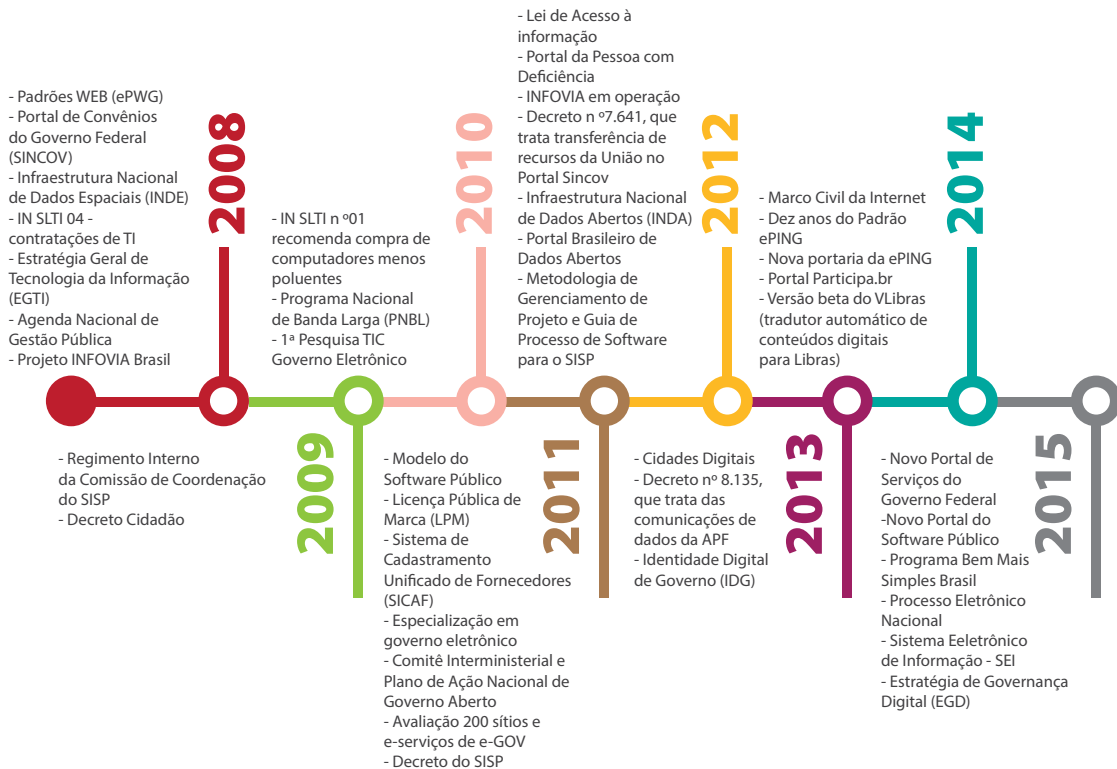 - Padrões WEB (ePWG)
- Portal de Convênios
do Governo Federal
(SINCOV)
- Infraestrutura Nacional
de Dados Espaciais (INDE)
- IN SLTI 04 -
contratações de TI
- Estratégia Geral de
Tecnologia da Informação
(EGTI)
- Agenda Nacional de
Gestão Pública
- Projeto INFOVIA Brasil
2008
- Regimento Interno
da Comissão de Coordenação
do SISP
- Decreto Cidadão
2009
- IN SLTI n º01
recomenda compra de
computadores menos
poluentes
- Programa Nacional
de Banda Larga (PNBL)
- 1ª Pesquisa TIC
Governo Eletrônico
2010
- Modelo do
Software Público
- Licença Pública de
Marca (LPM)
- Sistema de
Cadastramento
Unificado de Fornecedores
(SICAF)
- Especialização em
governo eletrônico
- Comitê Interministerial e
Plano de Ação Nacional de
Governo Aberto
- Avaliação 200 sítios e
e-serviços de e-GOV
- Decreto do SISP
2011
- Lei de Acesso à
informação
- Portal da Pessoa com
Deficiência
- INFOVIA em operação
- Decreto n º7.641, que
trata transferência de
recursos da União no
Portal Sincov
- Infraestrutura Nacional
de Dados Abertos (INDA)
- Portal Brasileiro de
Dados Abertos
- Metodologia de
Gerenciamento de
Projeto e Guia de
Processo de Software
para o SISP
2012
- Cidades Digitais
- Decreto nº 8.135,
que trata das
comunicações de
dados da APF
- Identidade Digital
de Governo (IDG)
2013
- Marco Civil da Internet
- Dez anos do Padrão
ePING
- Nova portaria da ePING
- Portal Participa.br
- Versão beta do VLibras
(tradutor automático de
conteúdos digitais
para Libras)
2014
- Novo Portal de
Serviços do
Governo Federal
-Novo Portal do
Software Público
- Programa Bem Mais
Simples Brasil
- Processo Eletrônico
Nacional
- Sistema Eeletrônico
de Informação - SEI
- Estratégia de Governança
Digital (EGD)
2015